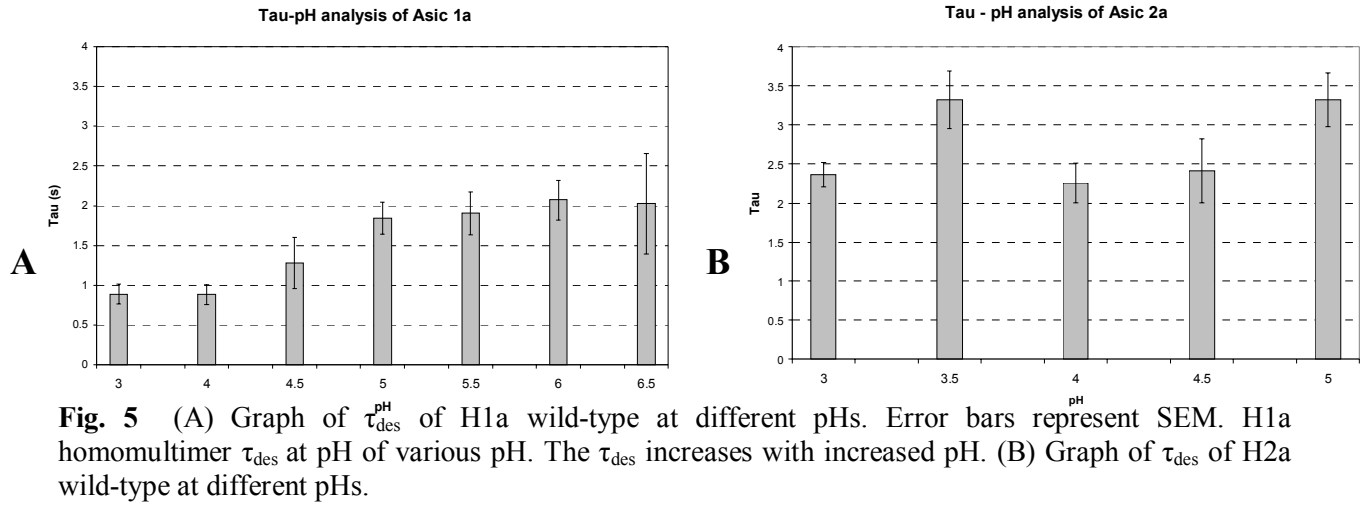 Tau-pH analysis of Asic 1a
4
3.5
3
2.5
2
1.5
1
0.5
0
Tau (s)
3 4 4.5 5 5.5 6 6.5
pH
A
Tau - pH analysis of Asic 2a
4
3.5
3
2.5
2
1.5
1
0.5
0
Tau
3 3.5 4 4.5 5
pH
B
Fig. 5 (A) Graph of τdes of H1a wild-type at different pHs. Error bars represent SEM. H1a
homomultimer τdes at pH of various pH. The τdes increases with increased pH. (B) Graph of τdes of H2a
wild-type at different pHs.